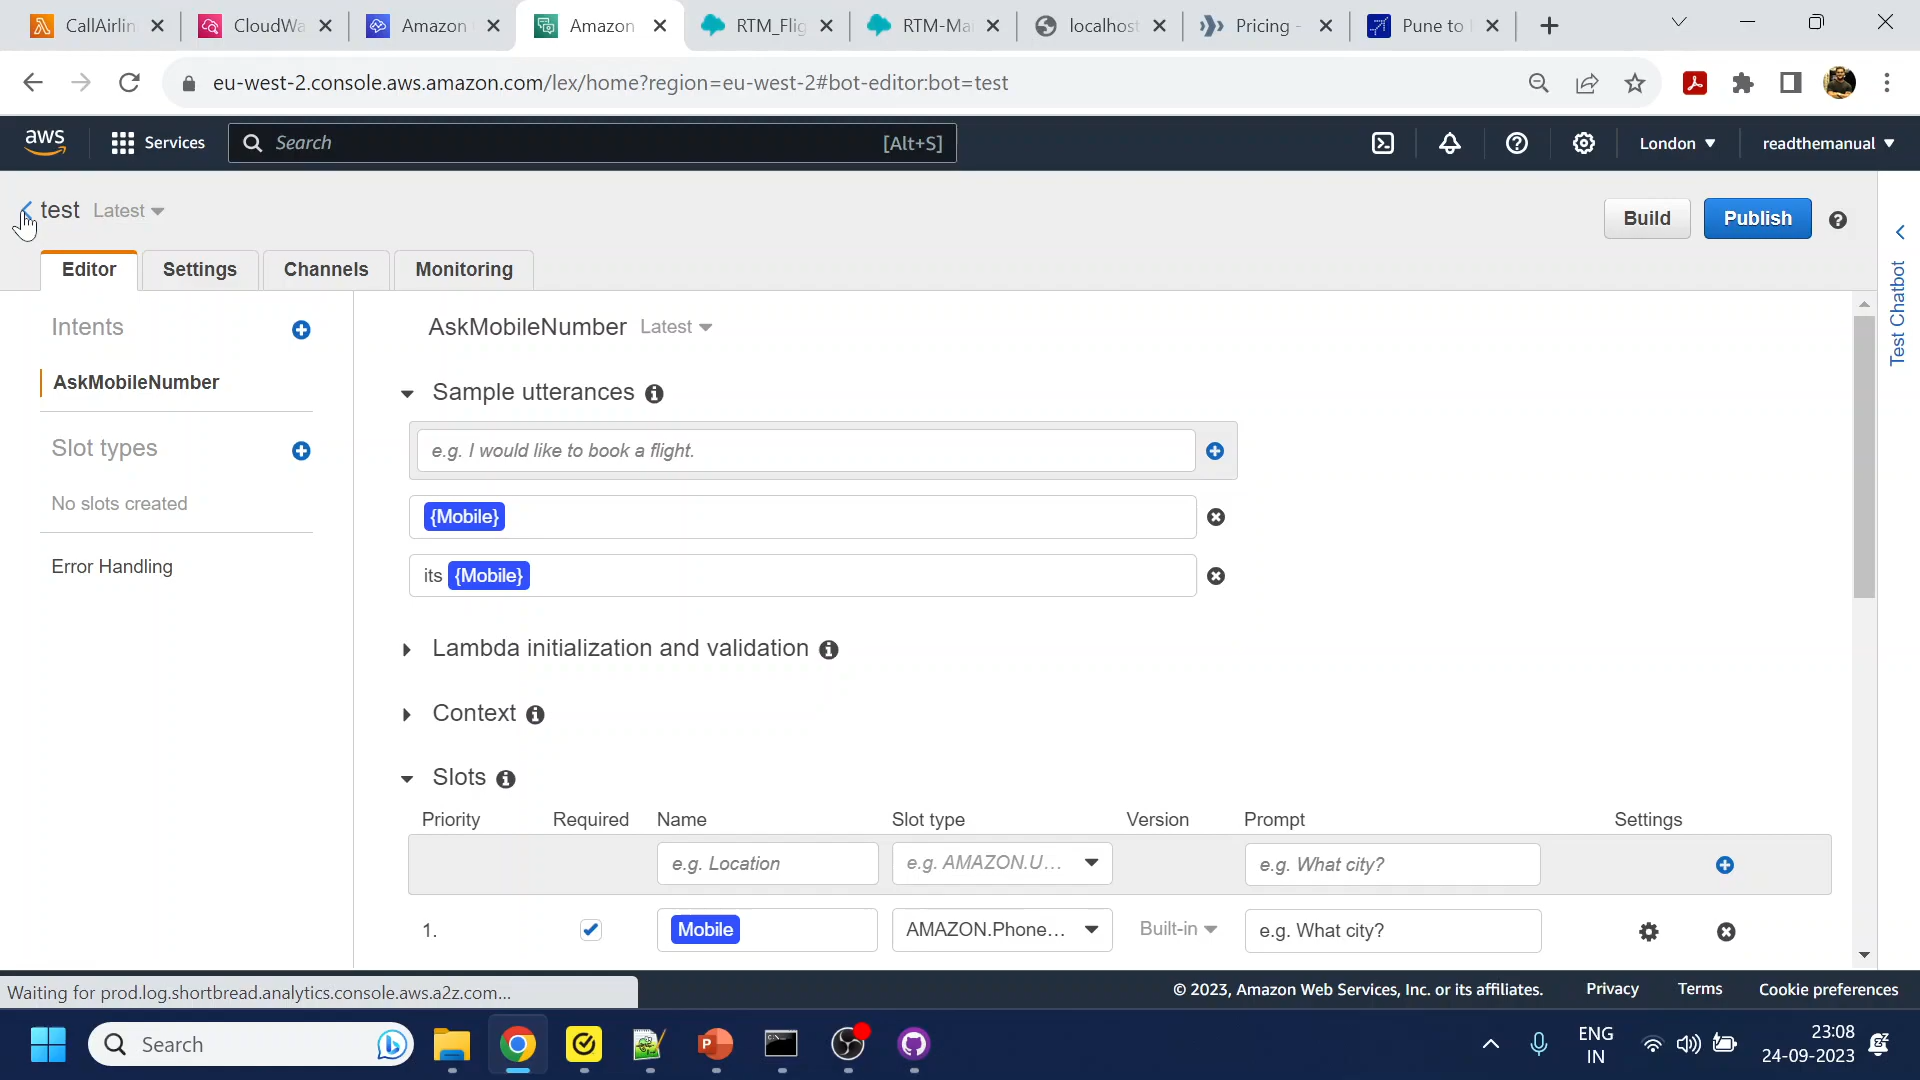 CallAirlin
CloudWa
Amazon
Amazon
RTM_Flig
RTM-Mai
localhost
Pricing -
Pune to
eu-west-2.console.aws.amazon.com/lex/home?region=eu-west-2#bot-editor:bot=test
aws
Services
Search
[Alt+S]
London
readthemanual
test Latest
Build
Publish
Editor
Settings
Channels
Monitoring
Intents
AskMobileNumber
Slot types
No slots created
Error Handling
AskMobileNumber Latest
Sample utterances
e.g. I would like to book a flight.
{Mobile}
its {Mobile}
Lambda initialization and validation
Context
Slots
Priority Required Name Slot type Version Prompt Settings
e.g. Location e.g. AMAZON.U... e.g. What city?
1. Mobile AMAZON.Phone... Built-in e.g. What city?
Test Chatbot
Waiting for prod.log.shortbread.analytics.console.aws.a2z.com...
© 2023, Amazon Web Services, Inc. or its affiliates.
Privacy
Terms
Cookie preferences
Search
ENG
IN
23:08
24-09-2023